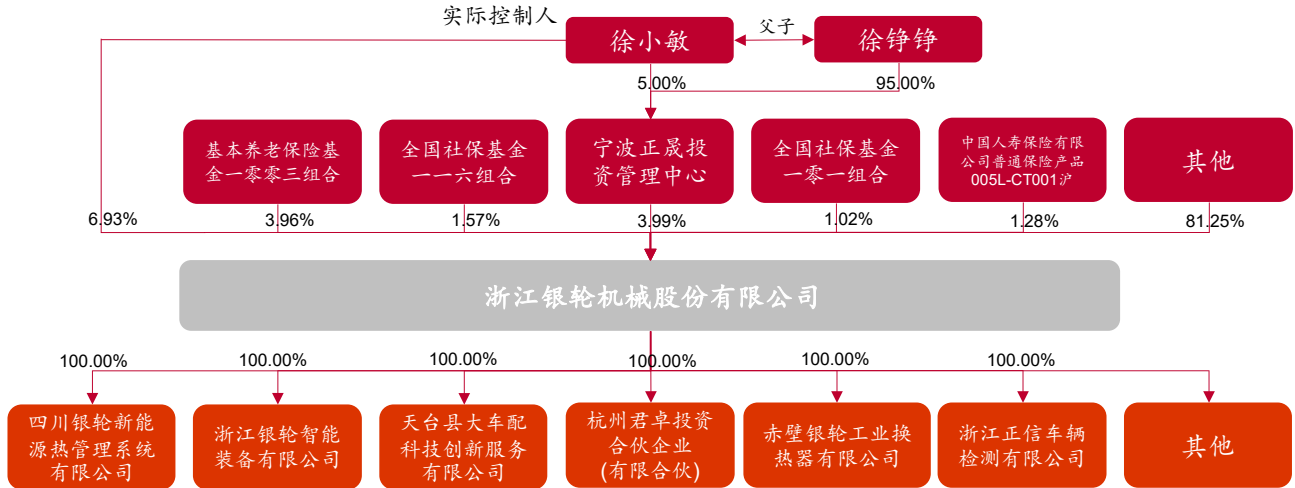 实际控制人
徐小敏
父子
徐铮铮
5.00%
95.00%
基本养老保险基
金一零零三组合
全国社保基金
一一六组合
宁波正晟投
资管理中心
全国社保基金
一零一组合
中国人寿保险有限
公司普通保险产品
005L-CT001沪
其他
6.93%
3.96%
1.57%
3.99%
1.02%
1.28%
81.25%
浙江银轮机械股份有限公司
100.00%
100.00%
100.00%
100.00%
100.00%
100.00%
四川银轮新能
源热管理系统
有限公司
浙江银轮智能
装备有限公司
天台县大车配
科技创新服务
有限公司
杭州君卓投资
合伙企业
(有限合伙)
赤壁银轮工业换
热器有限公司
浙江正信车辆
检测有限公司
其他